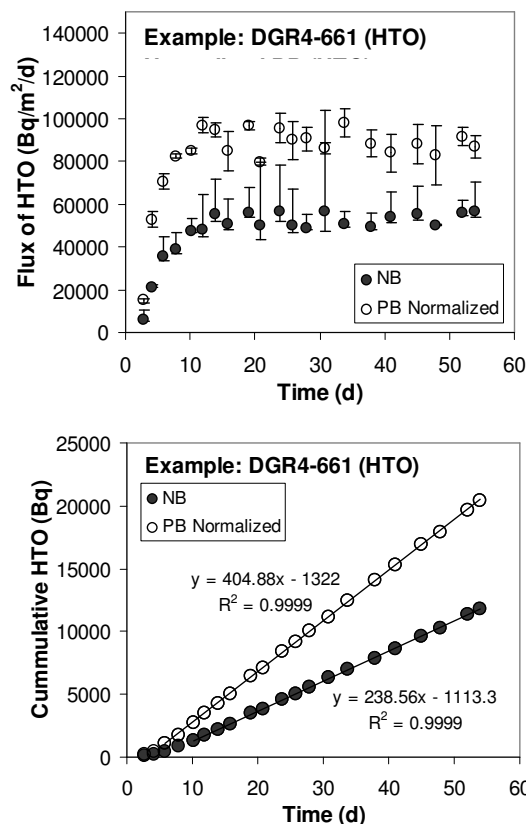 Example: DGR4-661 (HTO)
Flux of HTO (Bq/m²/d)
140000
120000
100000
80000
60000
40000
20000
0
NB
PB Normalized
0 10 20 30 40 50 60
Time (d)
Example: DGR4-661 (HTO)
NB
PB Normalized
Cummulative HTO (Bq)
25000
20000
15000
10000
5000
0
y = 404.88x - 1322
R² = 0.9999
y = 238.56x - 1113.3
R² = 0.9999
0 10 20 30 40 50 60
Time (d)